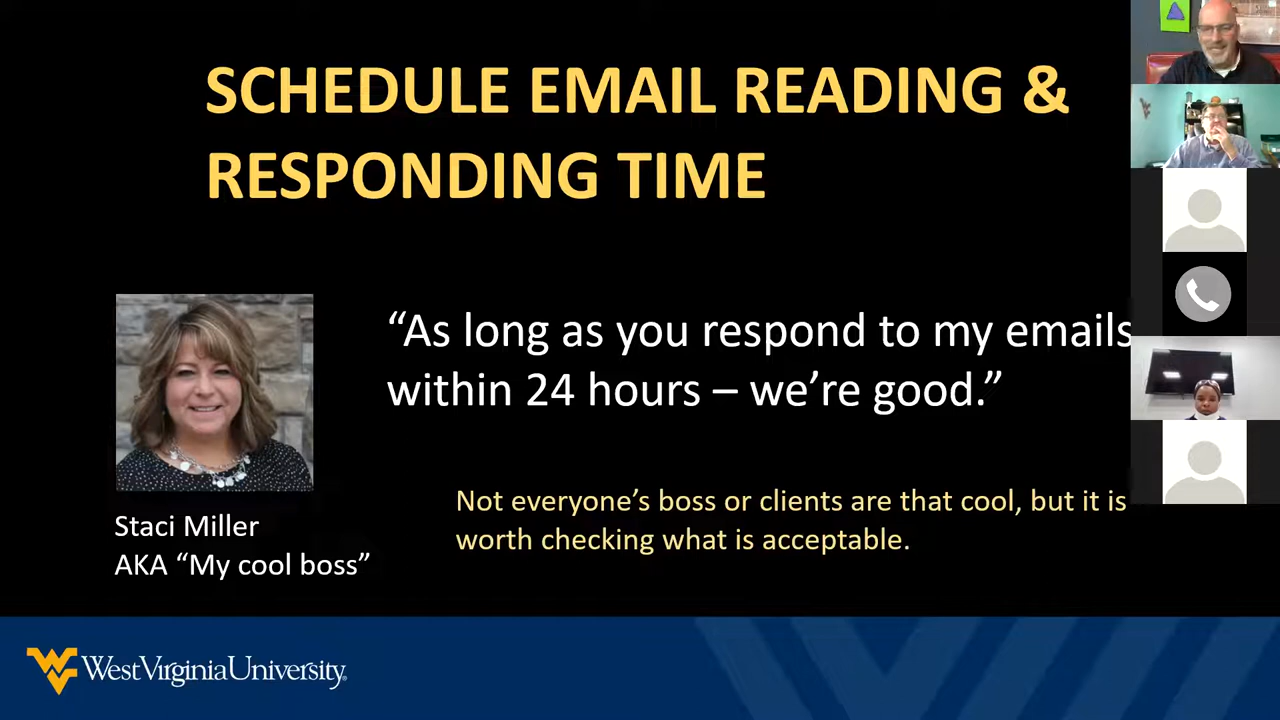 SCHEDULE EMAIL READING &
RESPONDING TIME
“As long as you respond to my emails
within 24 hours – we’re good.”
Not everyone’s boss or clients are that cool, but it is
worth checking what is acceptable.
Staci Miller
AKA “My cool boss”
WestVirginiaUniversity®